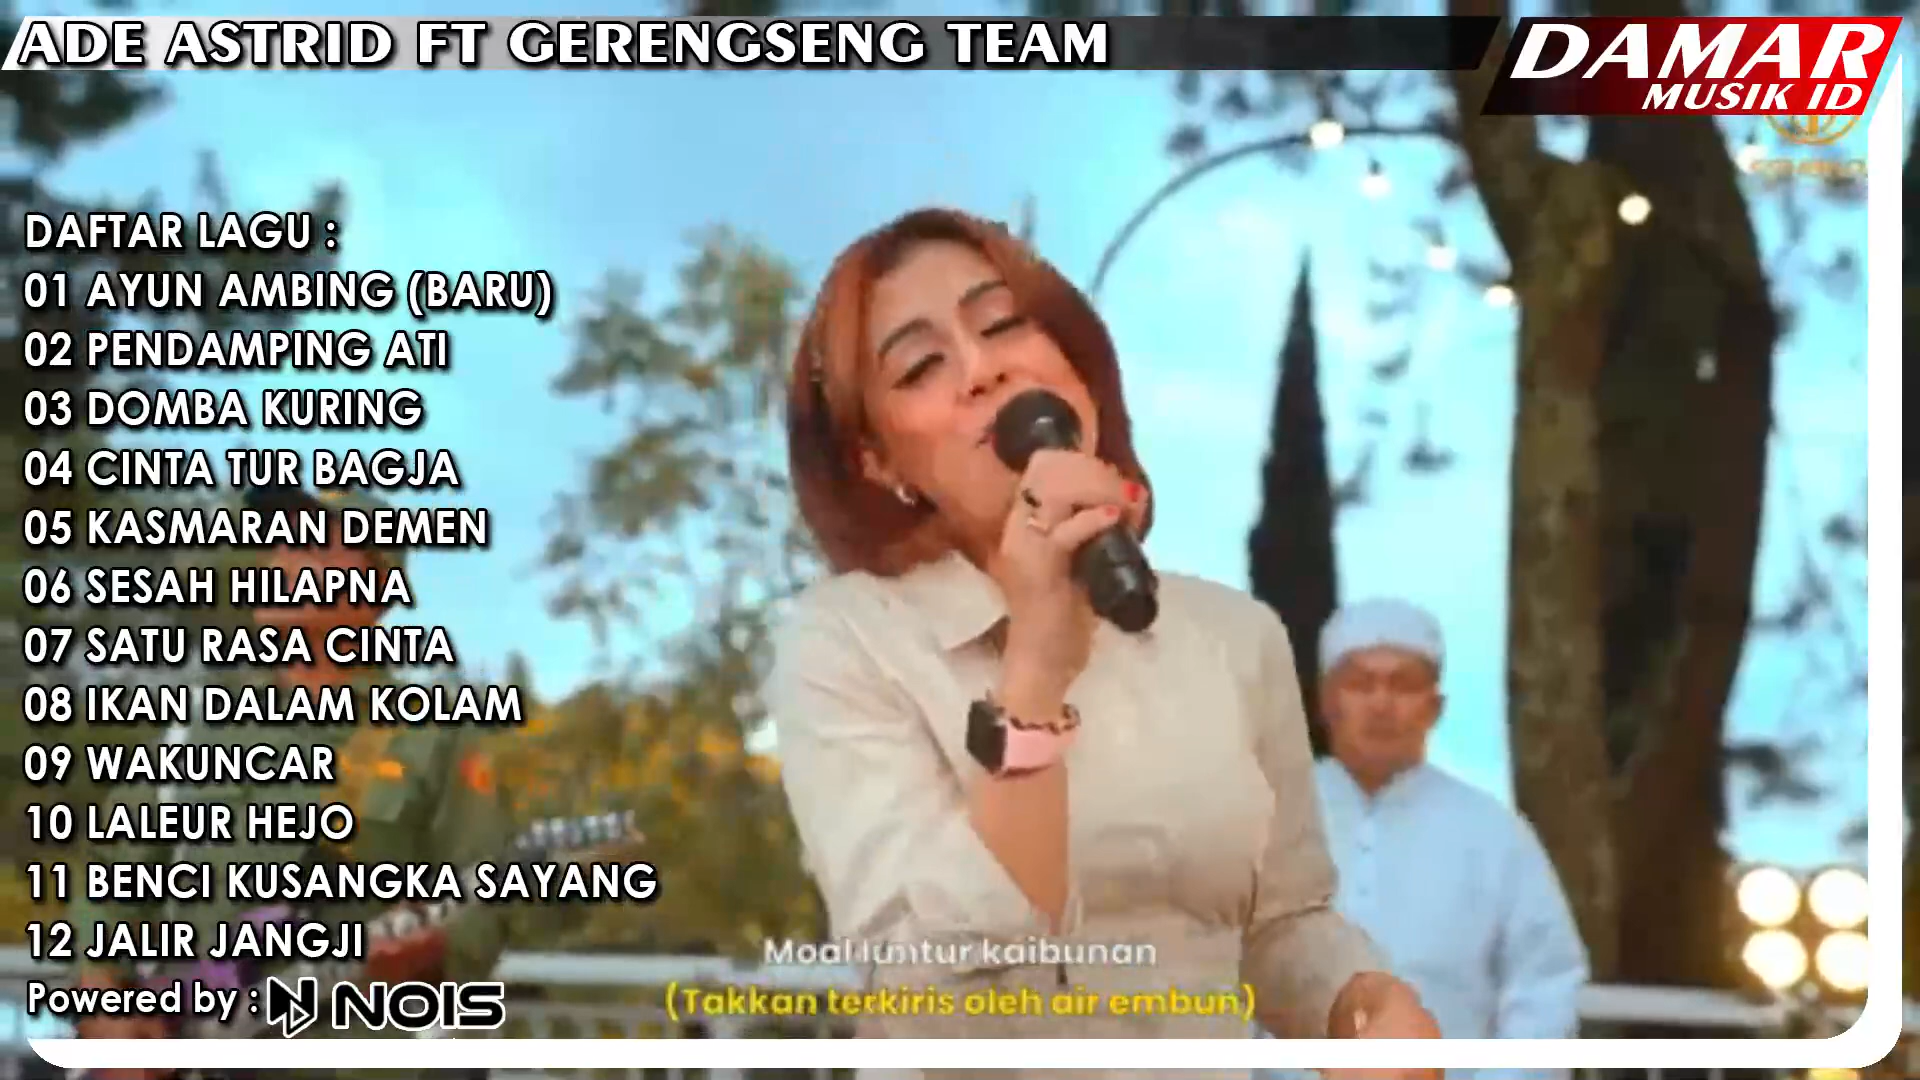 ADE ASTRID FT GERENGSENG TEAM
DAMAR
MUSIK ID
DAFTAR LAGU :
01 AYUN AMBING (BARU)
02 PENDAMPING ATI
03 DOMBA KURING
04 CINTA TUR BAGJA
05 KASMARAN DEMEN
06 SESAH HILAPNA
07 SATU RASA CINTA
08 IKAN DALAM KOLAM
09 WAKUNCAR
10 LALEUR HEJO
11 BENCI KUSANGKA SAYANG
12 JALIR JANGJI
Powered by : NOIS
Moal luntur kaibunan
(Takkan terkiris oleh air embun)